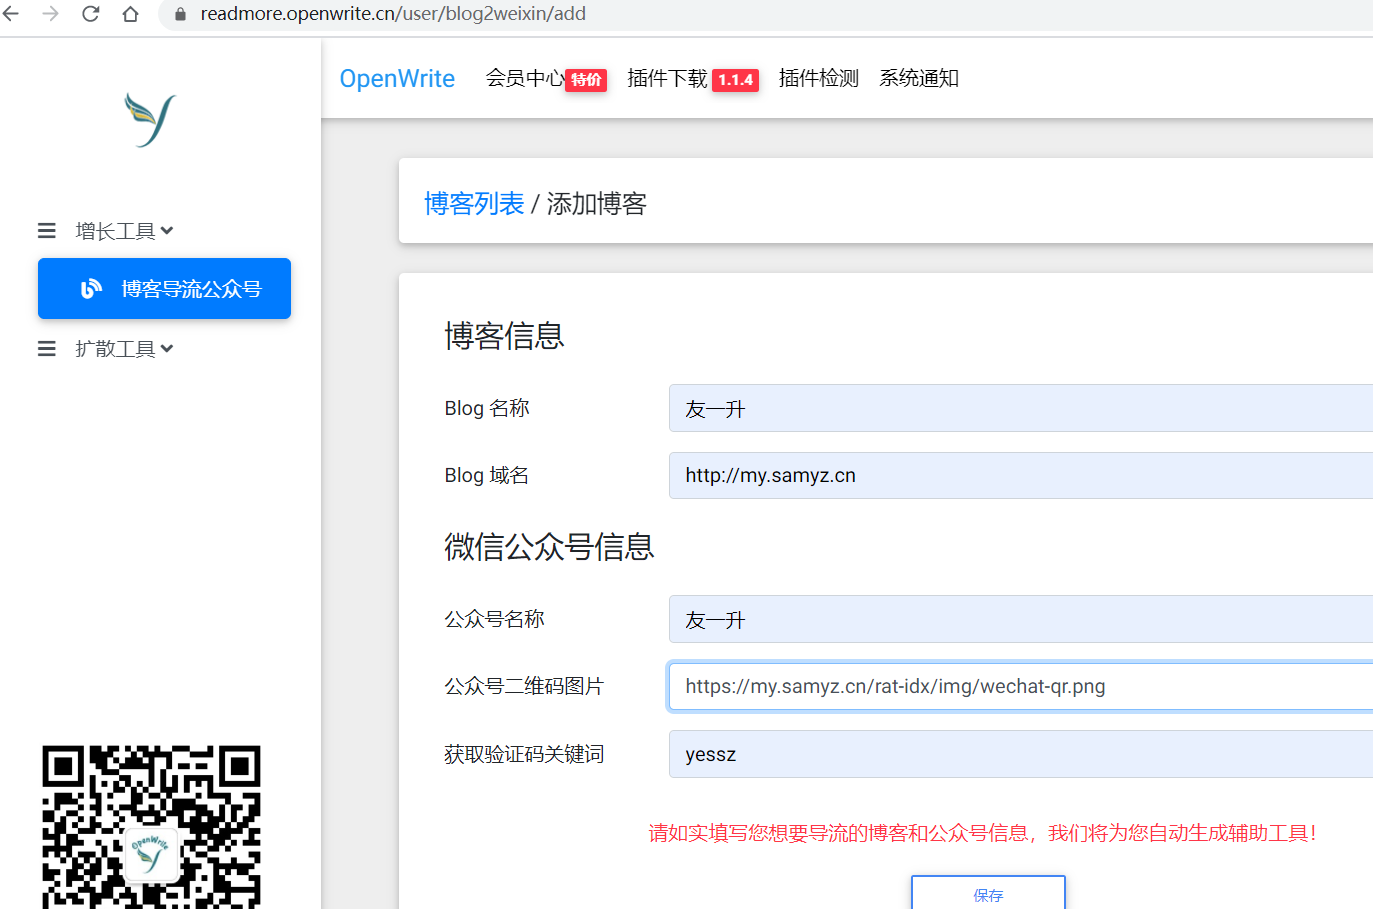 readmore.openwrite.cn/user/blog2weixin/add
OpenWrite 会员中心 特价 插件下载 1.1.4 插件检测 系统通知
博客列表 / 添加博客
增长工具
博客导流公众号
扩散工具
博客信息
Blog 名称 友一升
Blog 域名 http://my.samyz.cn
微信公众号信息
公众号名称 友一升
公众号二维码图片 https://my.samyz.cn/rat-idx/img/wechat-qr.png
获取验证码关键词 yessz
请如实填写您想要导流的博客和公众号信息，我们将为您自动生成辅助工具！
保存
OpenWrite